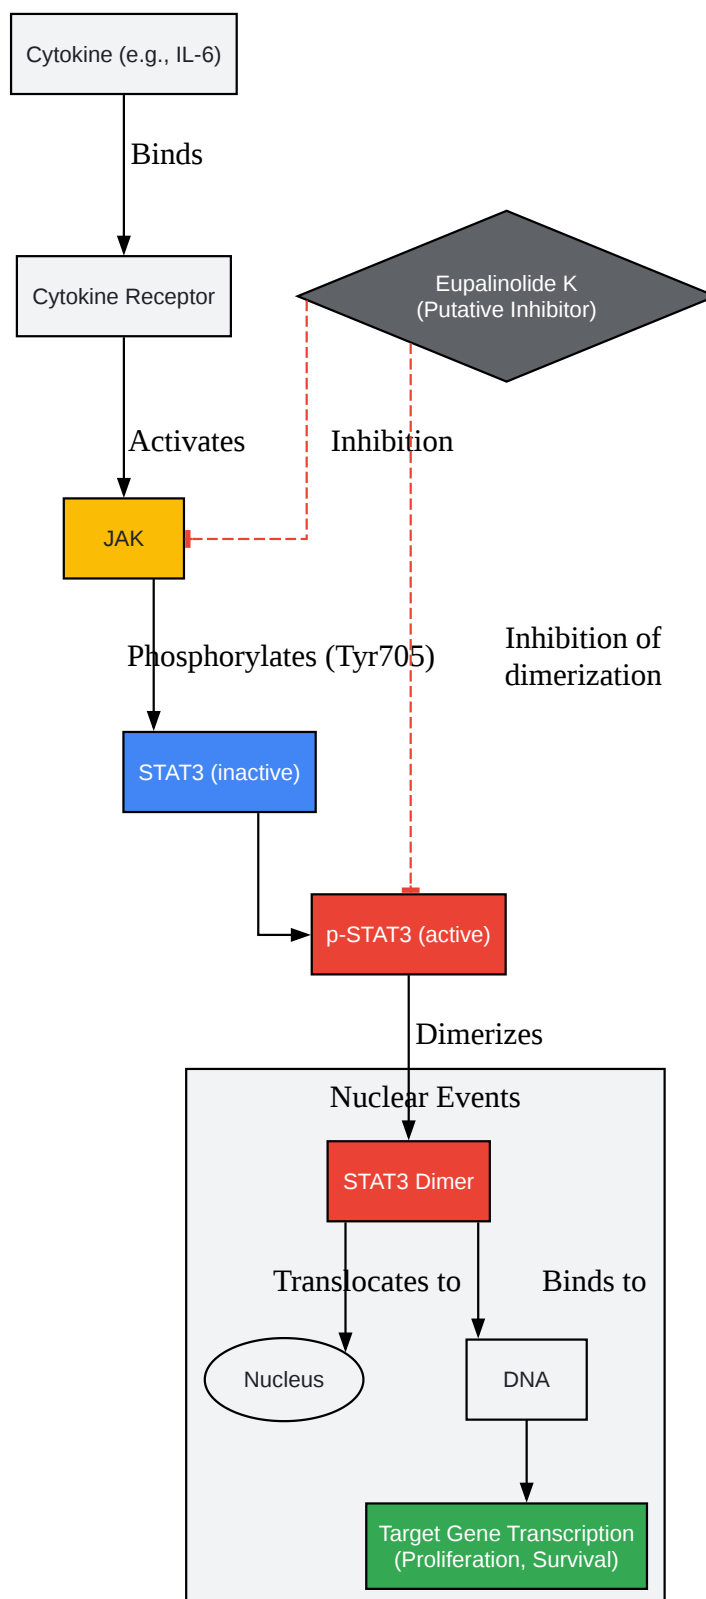 Cytokine (e.g., IL-6)
Binds
Cytokine Receptor
Eupalinolide K
(Putative Inhibitor)
Activates
Inhibition
JAK
Phosphorylates (Tyr705)
Inhibition of
dimerization
STAT3 (inactive)
p-STAT3 (active)
Dimerizes
Nuclear Events
STAT3 Dimer
Translocates to
Binds to
Nucleus
DNA
Target Gene Transcription
(Proliferation, Survival)